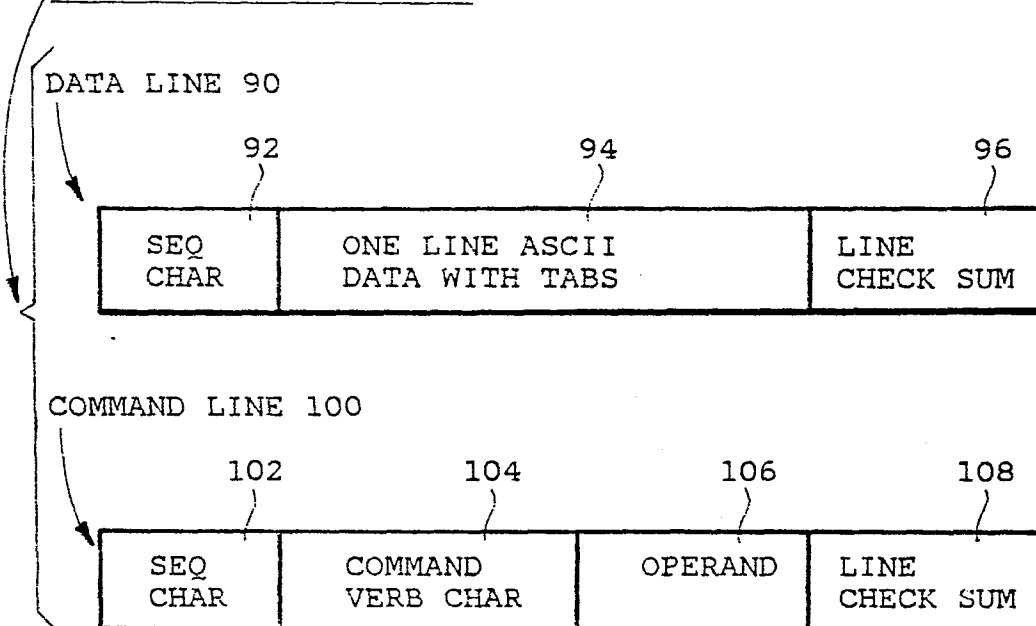 DATA LINE 90
92 94 96
SEQ CHAR
ONE LINE ASCII DATA WITH TABS
LINE CHECK SUM
COMMAND LINE 100
102 104 106 108
SEQ CHAR
COMMAND VERB CHAR
OPERAND
LINE CHECK SUM